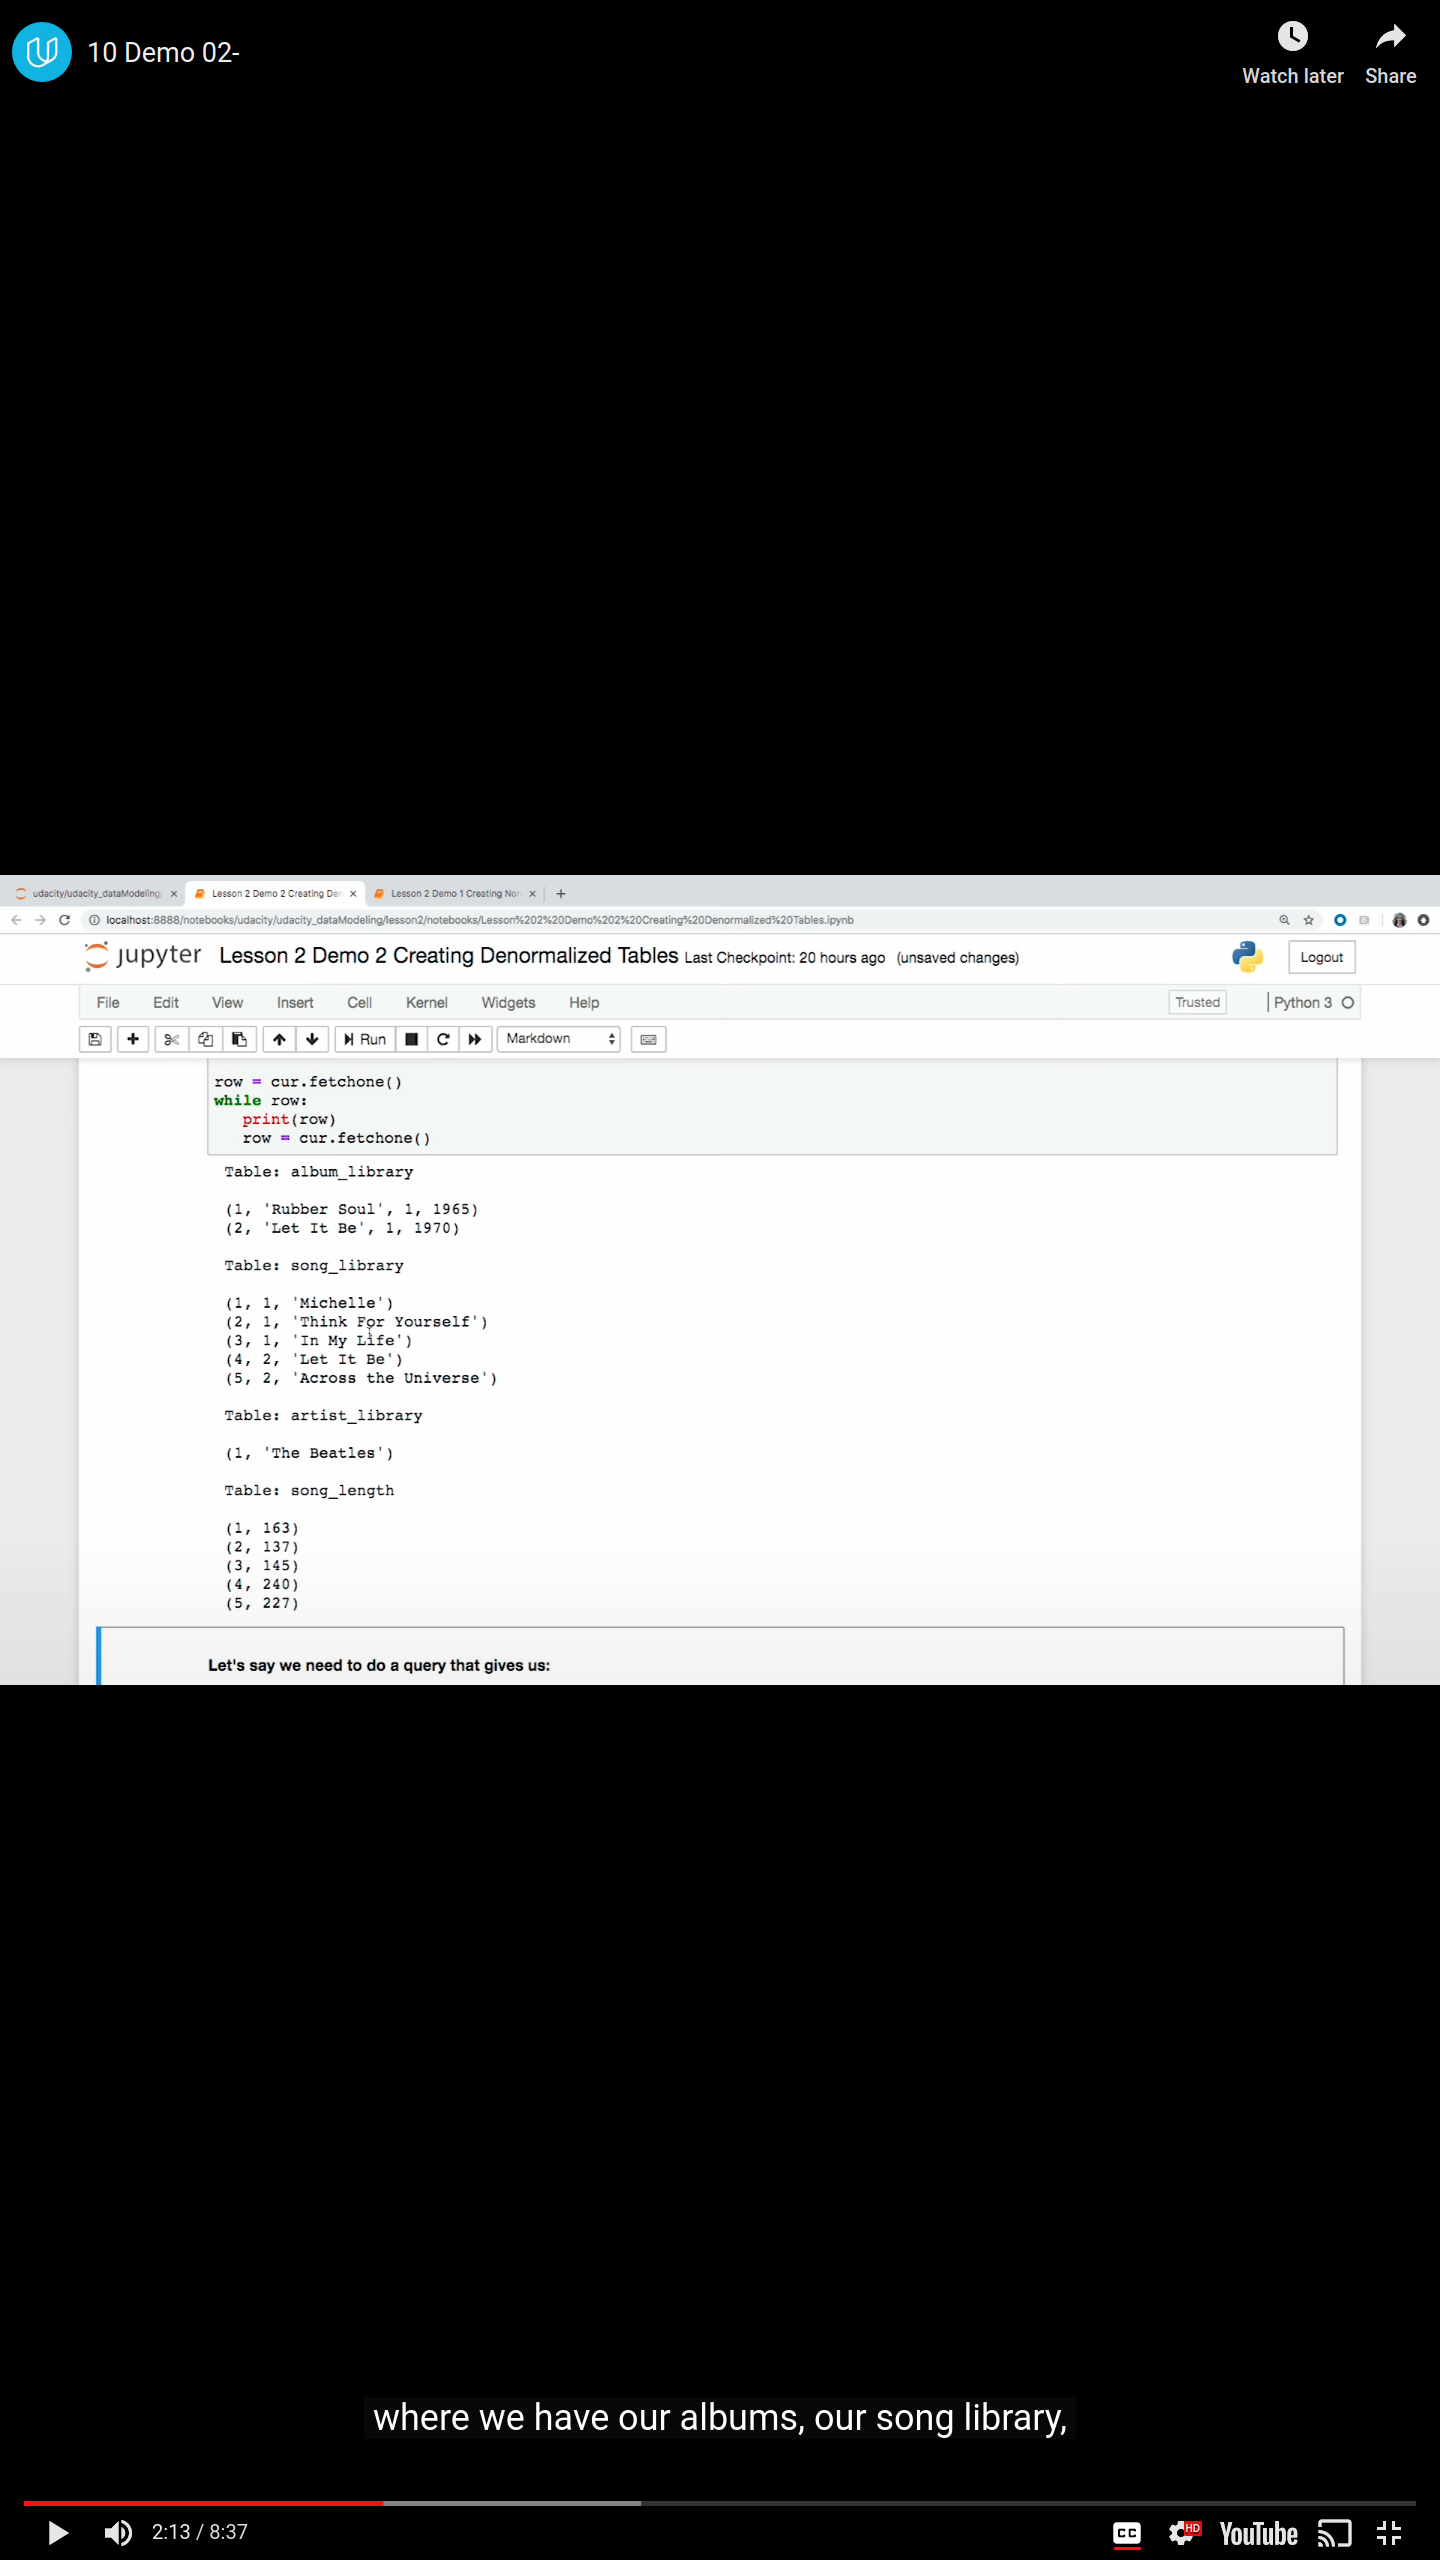 10 Demo 02-
Watch later
Share
udacity/udacity_dataModeling/
Lesson 2 Demo 2 Creating Den
Lesson 2 Demo 1 Creating Nor
localhost:8888/notebooks/udacity/udacity_dataModeling/lesson2/notebooks/Lesson%202%20Demo%202%20Creating%20Denormalized%20Tables.ipynb
jupyter Lesson 2 Demo 2 Creating Denormalized Tables Last Checkpoint: 20 hours ago (unsaved changes)
Logout
File Edit View Insert Cell Kernel Widgets Help
Trusted
Python 3
Run
Markdown
row = cur.fetchone()
while row:
print(row)
row = cur.fetchone()
Table: album_library
(1, 'Rubber Soul', 1, 1965)
(2, 'Let It Be', 1, 1970)
Table: song_library
(1, 1, 'Michelle')
(2, 1, 'Think For Yourself')
(3, 1, 'In My Life')
(4, 2, 'Let It Be')
(5, 2, 'Across the Universe')
Table: artist_library
(1, 'The Beatles')
Table: song_length
(1, 163)
(2, 137)
(3, 145)
(4, 240)
(5, 227)
Let's say we need to do a query that gives us:
where we have our albums, our song library,
2:13 / 8:37
CC
HD
YouTube